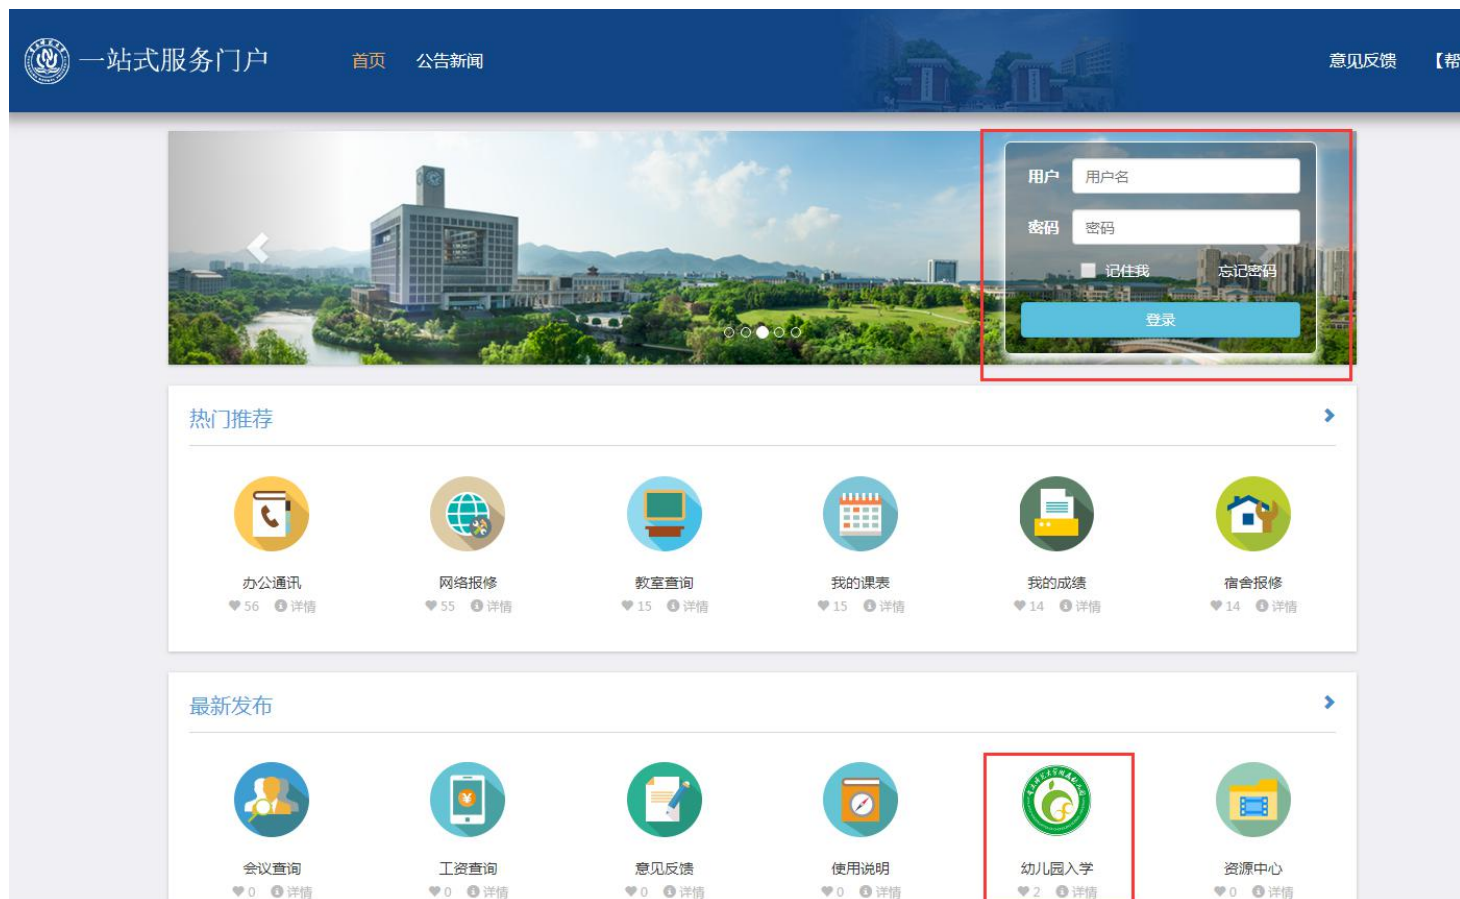 一站式服务门户 首页 公告新闻 意见反馈 【帮
用户 用户名
密码 密码
记住我 忘记密码
登录
热门推荐
办公通讯 网络报修 教室查询 我的课表 我的成绩 宿舍报修
56 详情 55 详情 15 详情 15 详情 14 详情 14 详情
最新发布
会议查询 工资查询 意见反馈 使用说明 幼儿园入学 资源中心
0 详情 0 详情 0 详情 0 详情 2 详情 0 详情